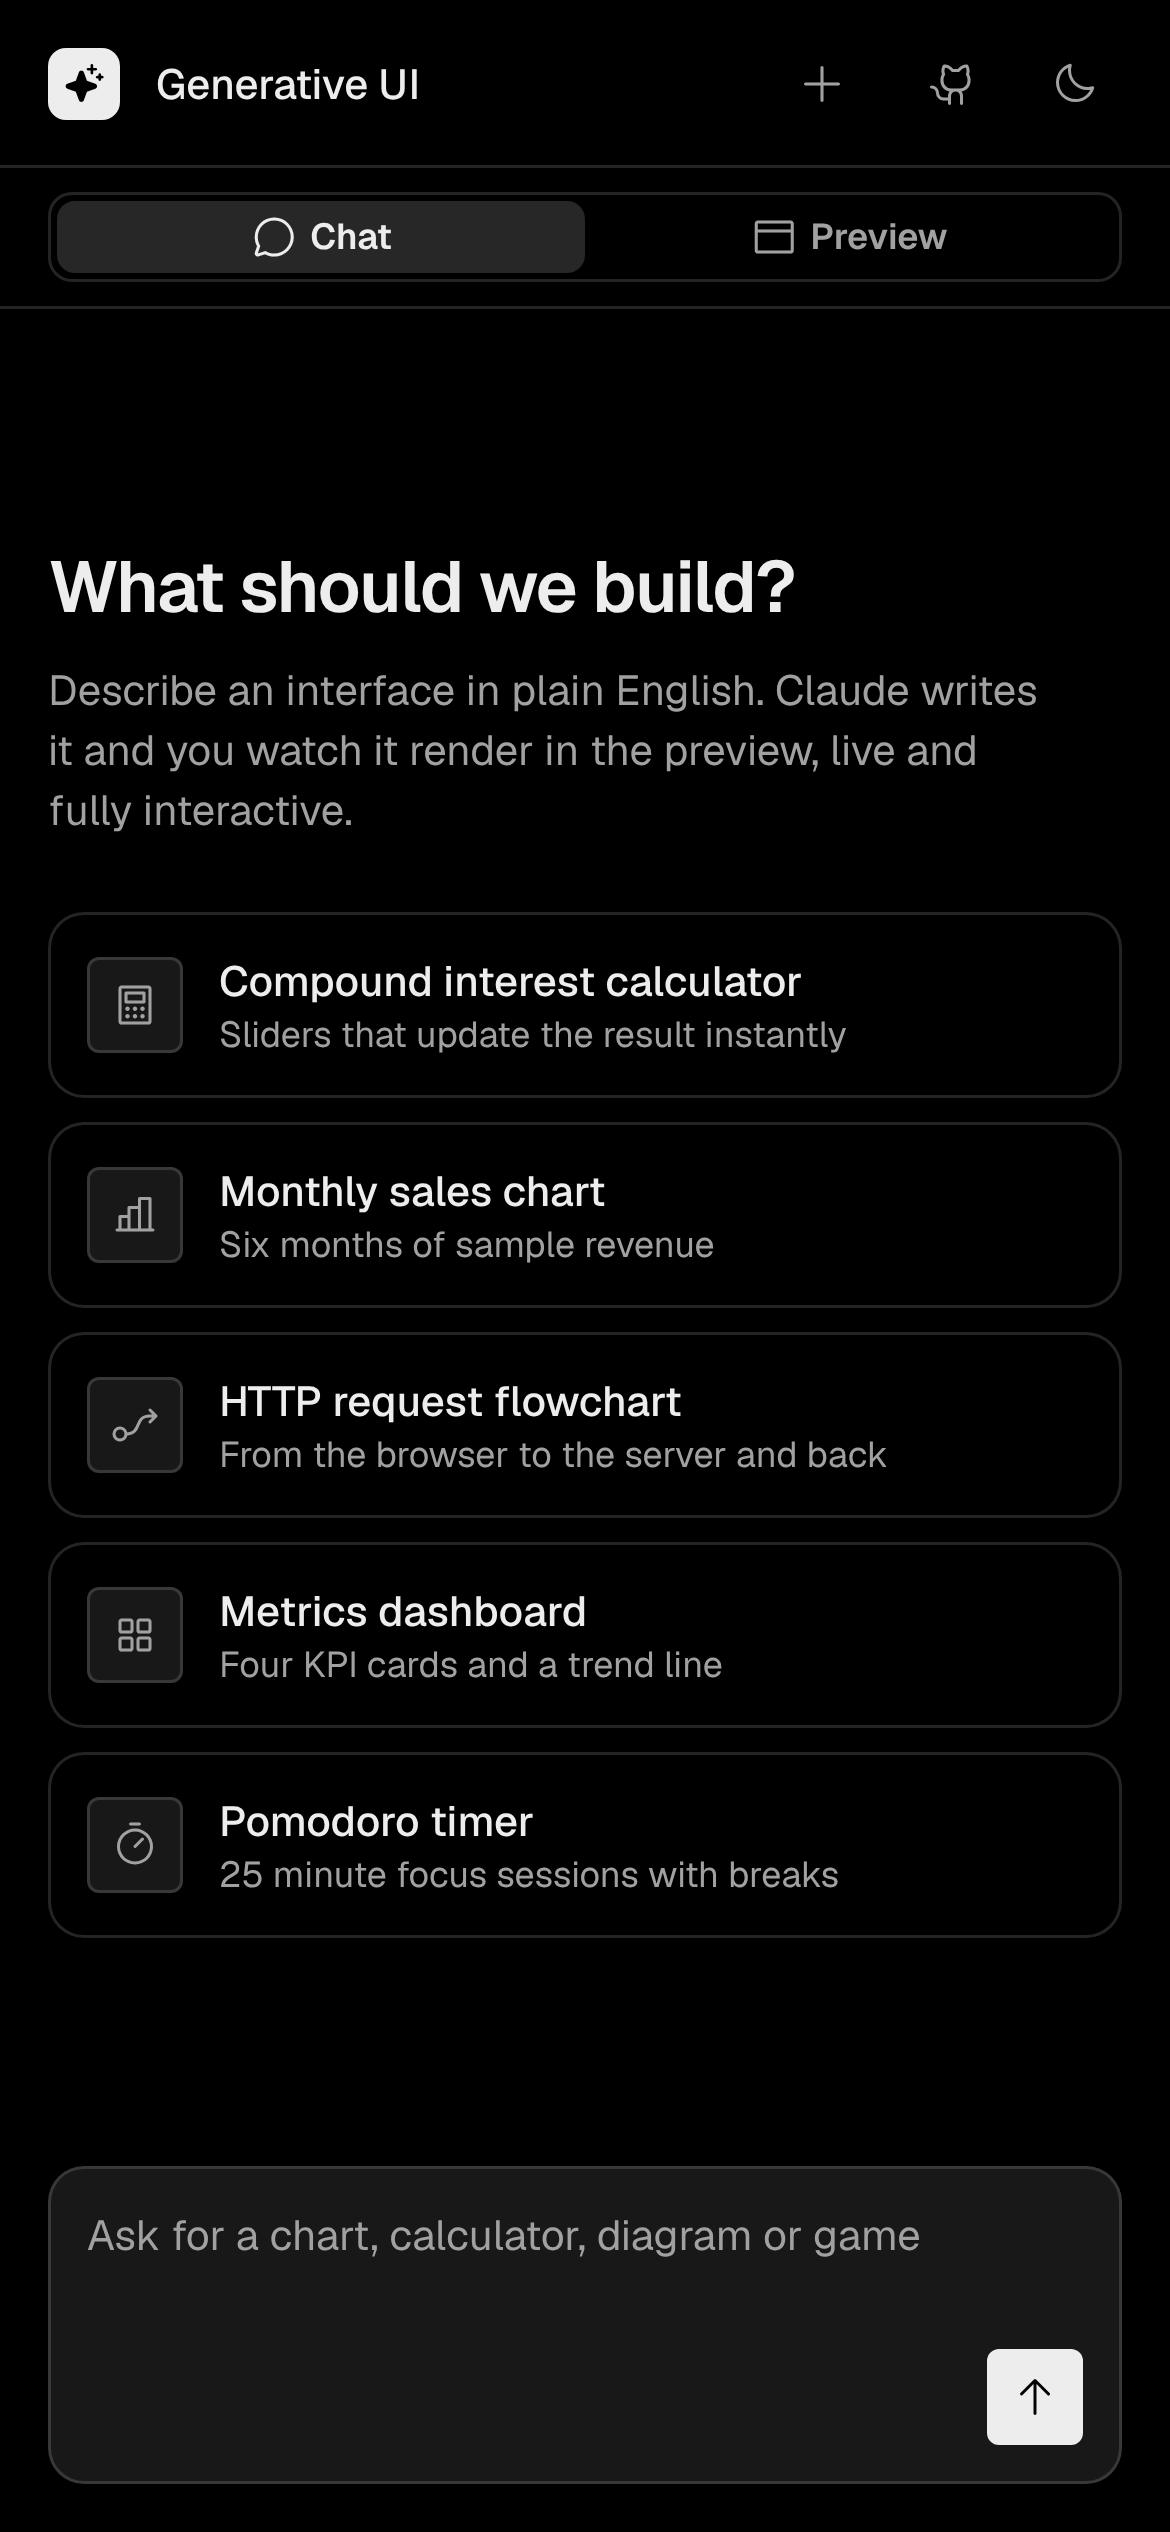 Generative UI
Chat
Preview
What should we build?
Describe an interface in plain English. Claude writes
it and you watch it render in the preview, live and
fully interactive.
Compound interest calculator
Sliders that update the result instantly
Monthly sales chart
Six months of sample revenue
HTTP request flowchart
From the browser to the server and back
Metrics dashboard
Four KPI cards and a trend line
Pomodoro timer
25 minute focus sessions with breaks
Ask for a chart, calculator, diagram or game